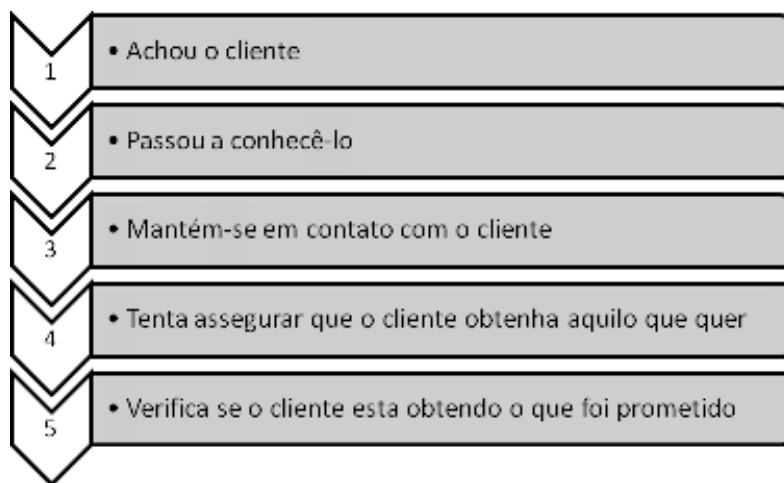 1 • Achou o cliente
2 • Passou a conhecê-lo
3 • Mantém-se em contato com o cliente
4 • Tenta assegurar que o cliente obtenha aquilo que quer
5 • Verifica se o cliente esta obtendo o que foi prometido